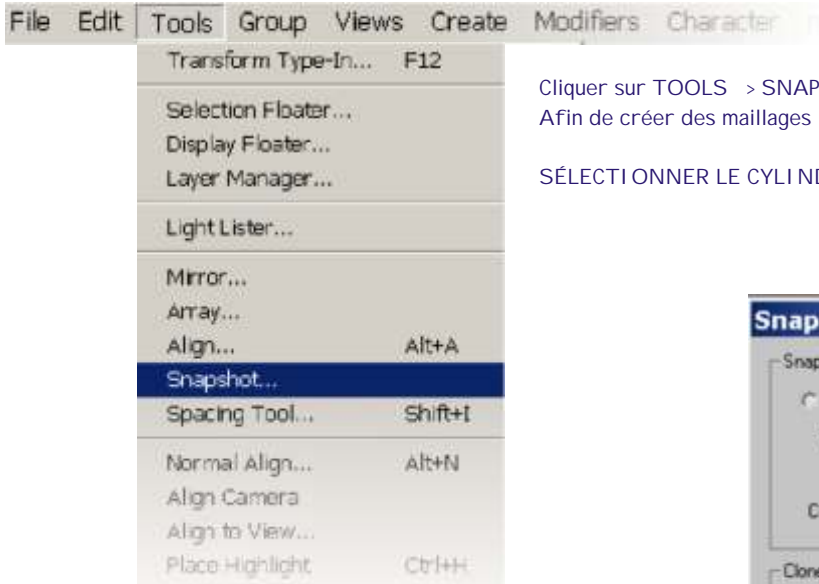 File Edit Tools Group Views Create Modifiers Character
Transform Type-In... F12
Selection Floater...
Display Floater...
Layer Manager...
Light Lister...
Mirror...
Array...
Align... Alt+A
Snapshot...
Spacing Tool... Shift+I
Normal Align... Alt+N
Align Camera
Align to View...
Place Highlight Ctrl+H
Cliquer sur TOOLS > SNAP
Afin de créer des maillages
SÉLECTIONNER LE CYLIND
Snap
Snap
C
Clone